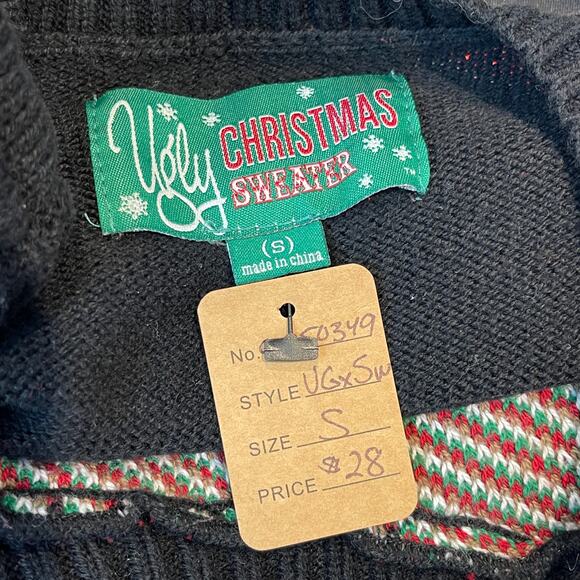 Ugly CHRISTMAS
SWEATER
(S)
made in china
No. 50349
STYLE UGxSw
SIZE S
PRICE $28